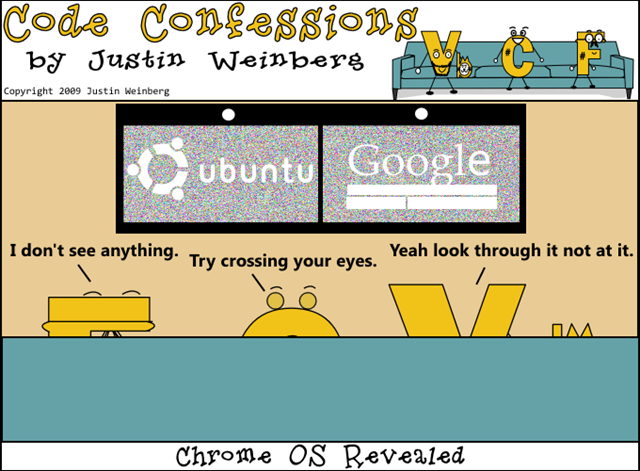 Code Confessions
by Justin Weinberg
Copyright 2009 Justin Weinberg
V C F
#
#
#
ubuntu
Google
I don't see anything.
Try crossing your eyes.
Yeah look through it not at it.
Chrome OS Revealed